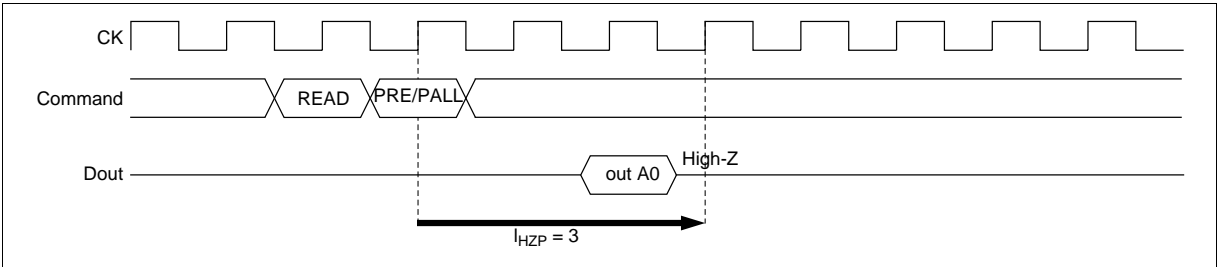 CK
Command READ PRE/PALL
Dout out A0 High-Z
lHZP = 3